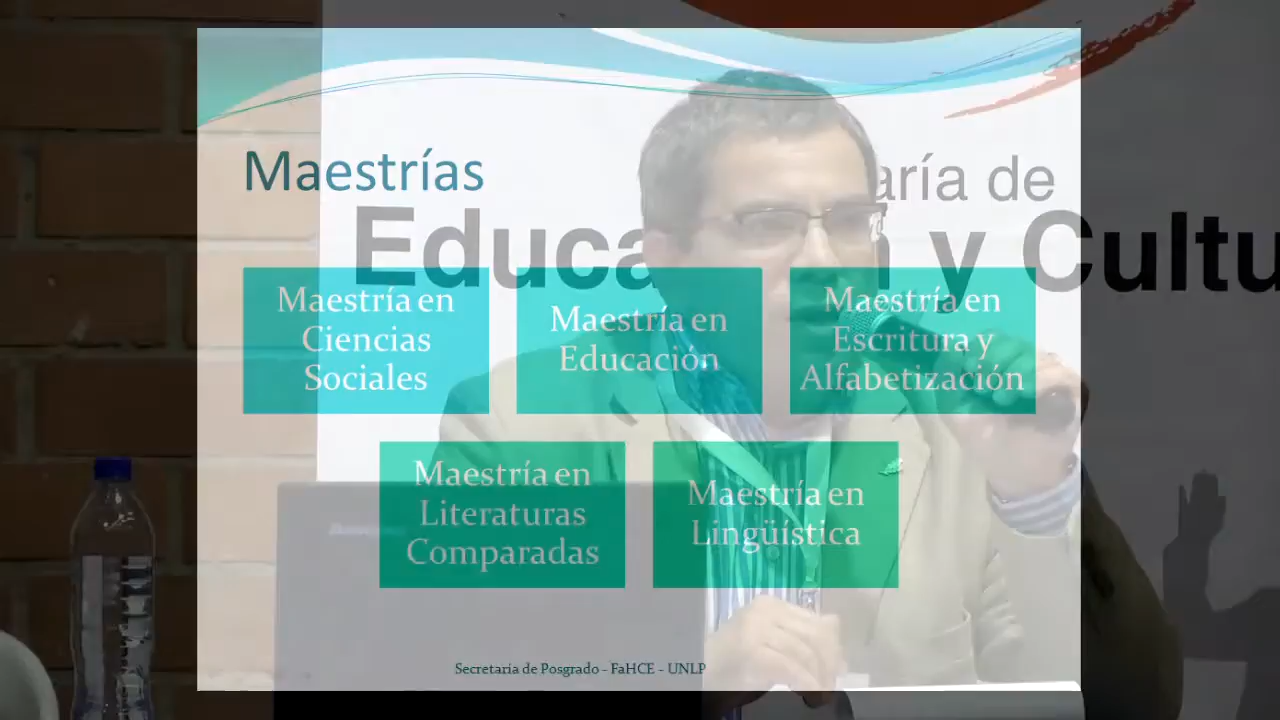 Maestrías
aría de
Educa n y Cultu
Maestría en
Ciencias
Sociales
Maestría en
Educación
Maestría en
Escritura y
Alfabetización
Maestría en
Literaturas
Comparadas
Maestría en
Lingüística
Secretaria de Posgrado - FaHCE - UNLP